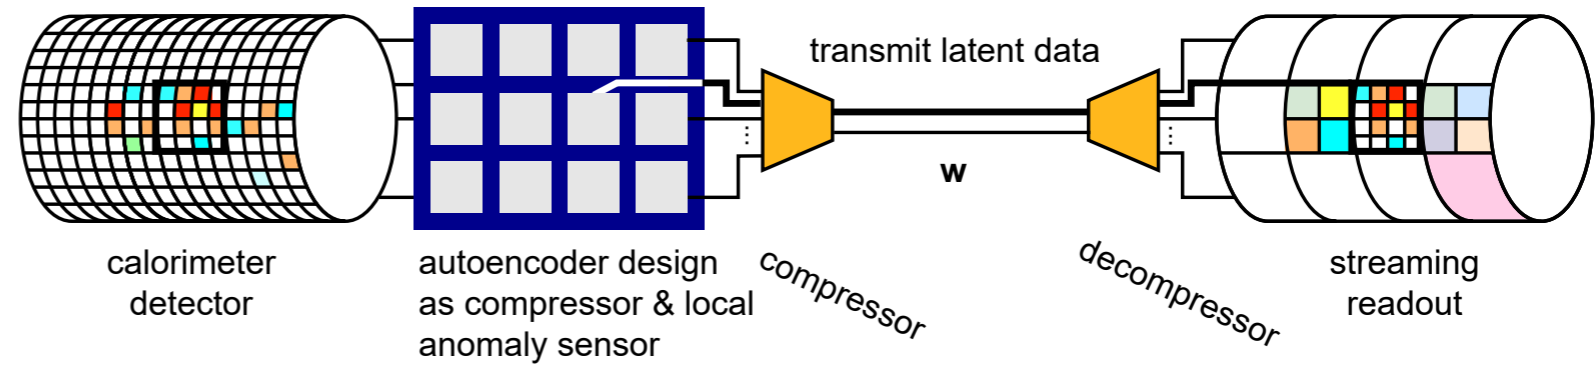 transmit latent data
w
calorimeter
detector
autoencoder design
as compressor & local
anomaly sensor
compressor
decompressor
streaming
readout